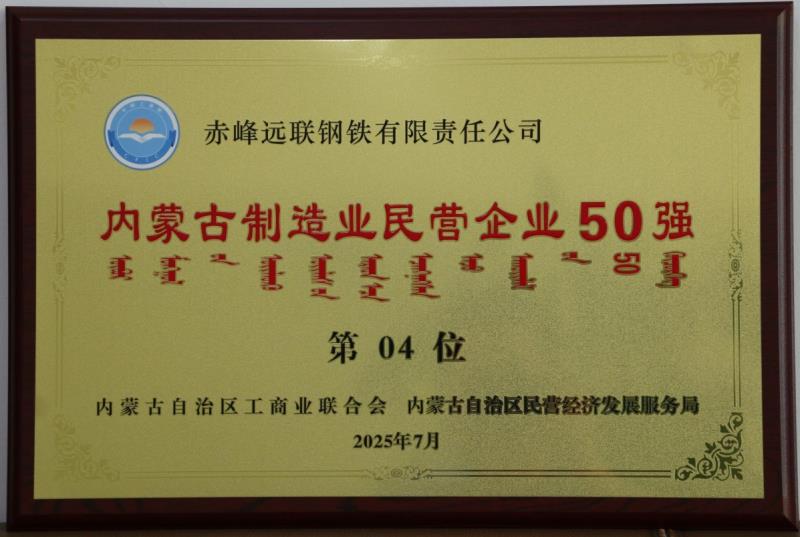 赤峰远联钢铁有限责任公司
内蒙古制造业民营企业50强
50
第 04 位
内蒙古自治区工商业联合会 内蒙古自治区民营经济发展服务局
2025年7月